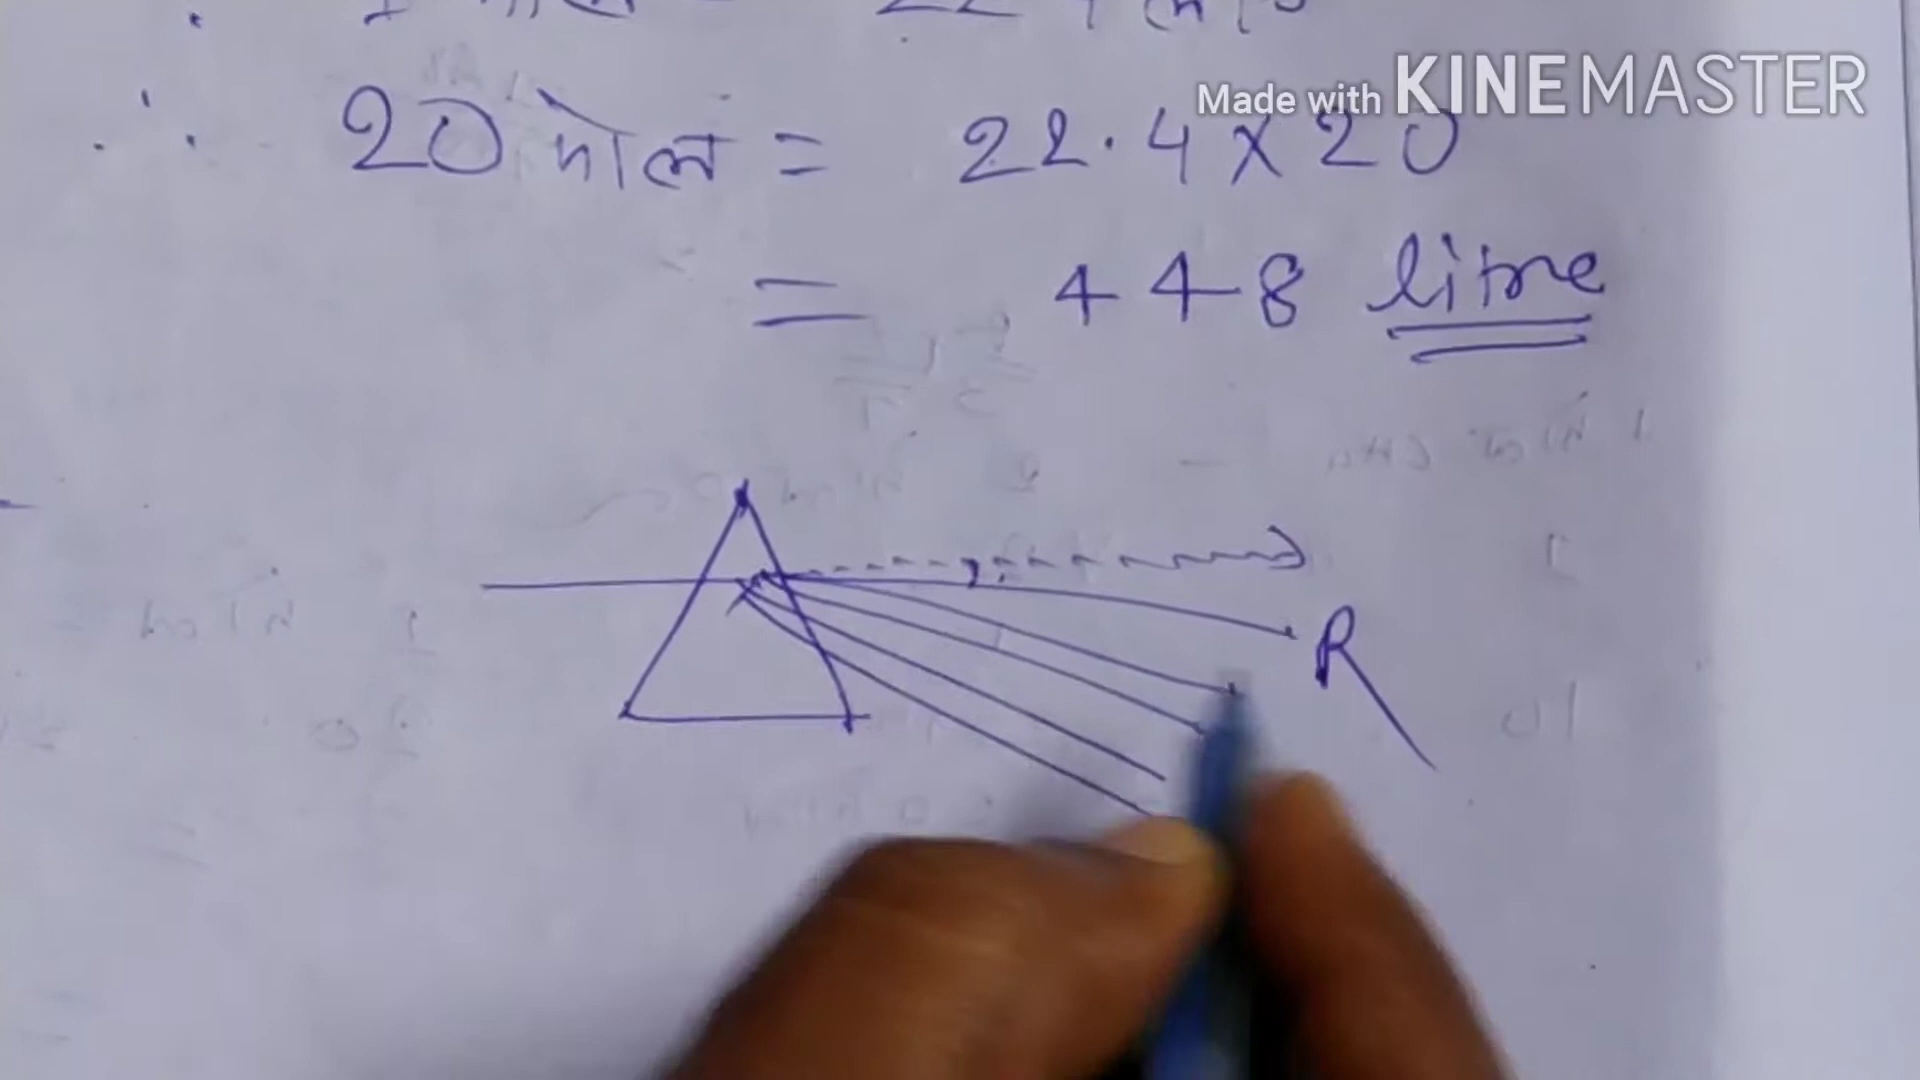 Made with KINEMASTER
∴ 20 मोल = 22.4 × 20
= 448 litre
R